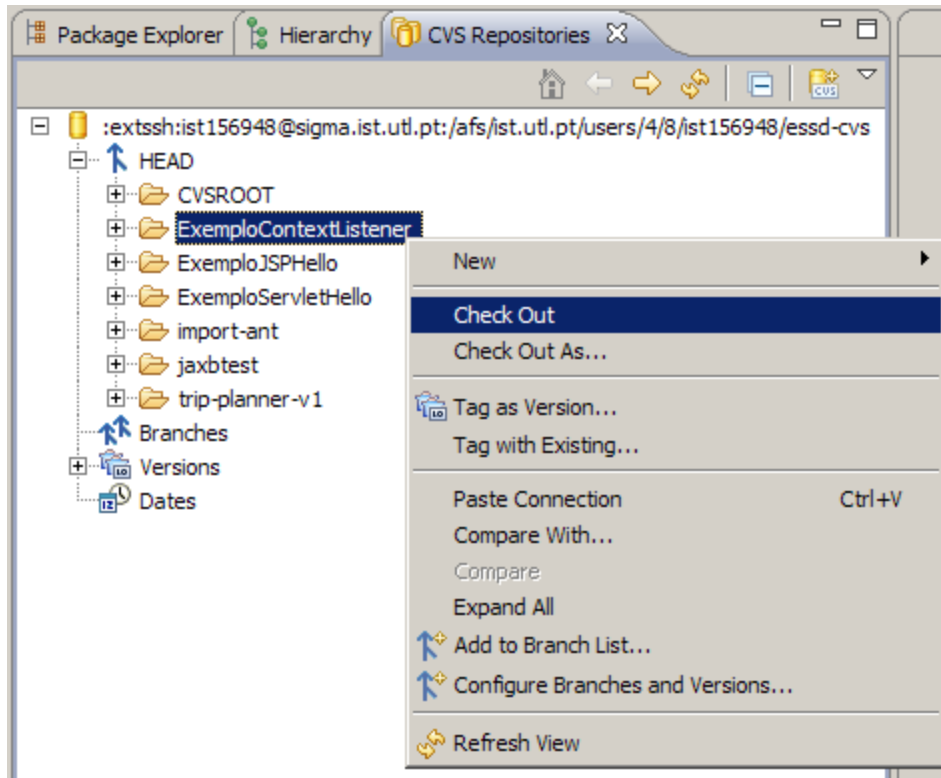 Package Explorer Hierarchy CVS Repositories
CVS
:extssh:ist156948@sigma.ist.utl.pt:/afs/ist.utl.pt/users/4/8/ist156948/essd-cvs
HEAD
CVSROOT
ExemploContextListener
ExemploJSPHello
ExemploServletHello
import-ant
jaxbtest
trip-planner-v1
Branches
Versions
Dates
New
Check Out
Check Out As...
Tag as Version...
Tag with Existing...
Paste Connection Ctrl+V
Compare With...
Compare
Expand All
Add to Branch List...
Configure Branches and Versions...
Refresh View